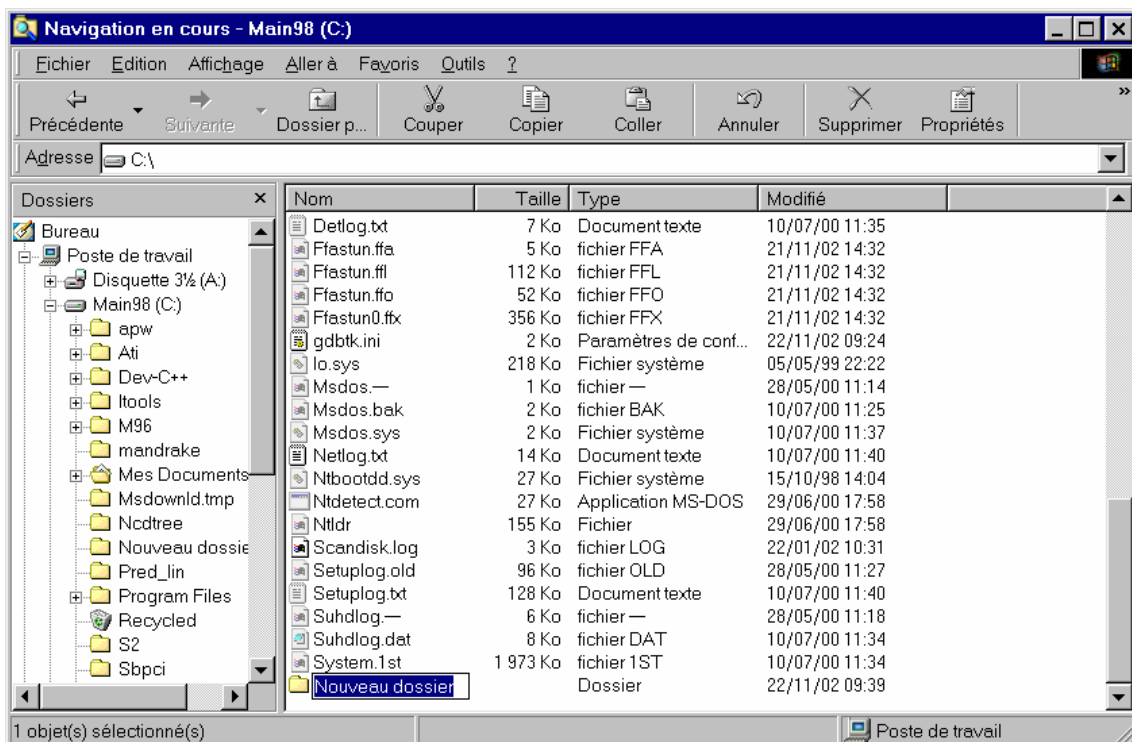 Navigation en cours - Main98 (C:)
Fichier Edition Affichage Aller à Favoris Outils ?
Précédente Suivante Dossier p... Couper Copier Coller Annuler Supprimer Propriétés »
Adresse C:\
Dossiers ×
Bureau
Poste de travail
Disquette 3½ (A:)
Main98 (C:)
apw
Ati
Dev-C++
Itools
M96
mandrake
Mes Documents
Msdownld.tmp
Ncdtree
Nouveau dossie
Pred_lin
Program Files
Recycled
S2
Sbpci
Nom Taille Type Modifié
Detlog.txt 7 Ko Document texte 10/07/00 11:35
Ffastun.ffa 5 Ko fichier FFA 21/11/02 14:32
Ffastun.ffl 112 Ko fichier FFL 21/11/02 14:32
Ffastun.ffo 52 Ko fichier FFO 21/11/02 14:32
Ffastun0.ffx 356 Ko fichier FFX 21/11/02 14:32
gdbtk.ini 2 Ko Paramètres de conf... 22/11/02 09:24
Io.sys 218 Ko Fichier système 05/05/99 22:22
Msdos.— 1 Ko fichier — 28/05/00 11:14
Msdos.bak 2 Ko fichier BAK 10/07/00 11:25
Msdos.sys 2 Ko Fichier système 10/07/00 11:37
Netlog.txt 14 Ko Document texte 10/07/00 11:40
Ntbootdd.sys 27 Ko Fichier système 15/10/98 14:04
Ntdetect.com 27 Ko Application MS-DOS 29/06/00 17:58
Ntldr 155 Ko Fichier 29/06/00 17:58
Scandisk.log 3 Ko fichier LOG 22/01/02 10:31
Setuplog.old 96 Ko fichier OLD 28/05/00 11:27
Setuplog.txt 128 Ko Document texte 10/07/00 11:40
Suhdlog.— 6 Ko fichier — 28/05/00 11:18
Suhdlog.dat 8 Ko fichier DAT 10/07/00 11:34
System.1st 1 973 Ko fichier 1ST 10/07/00 11:34
Nouveau dossier Dossier 22/11/02 09:39
1 objet(s) sélectionné(s) Poste de travail